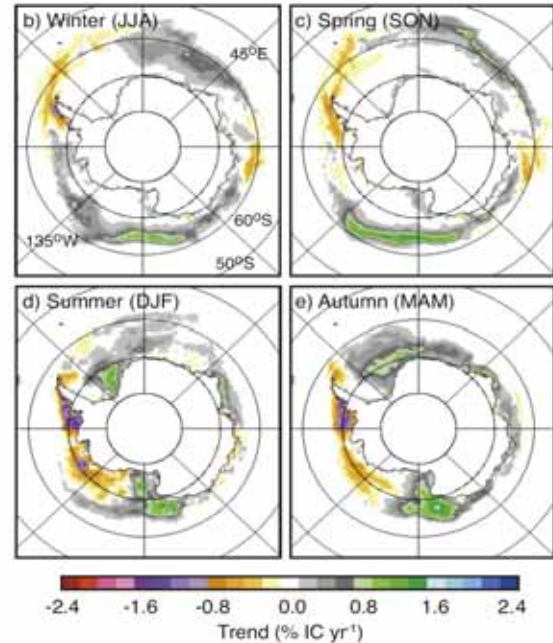 b) Winter (JJA)
c) Spring (SON)
45°E
60°S
135°W
50°S
d) Summer (DJF)
e) Autumn (MAM)
-2.4 -1.6 -0.8 0.0 0.8 1.6 2.4
Trend (% IC yr⁻¹)